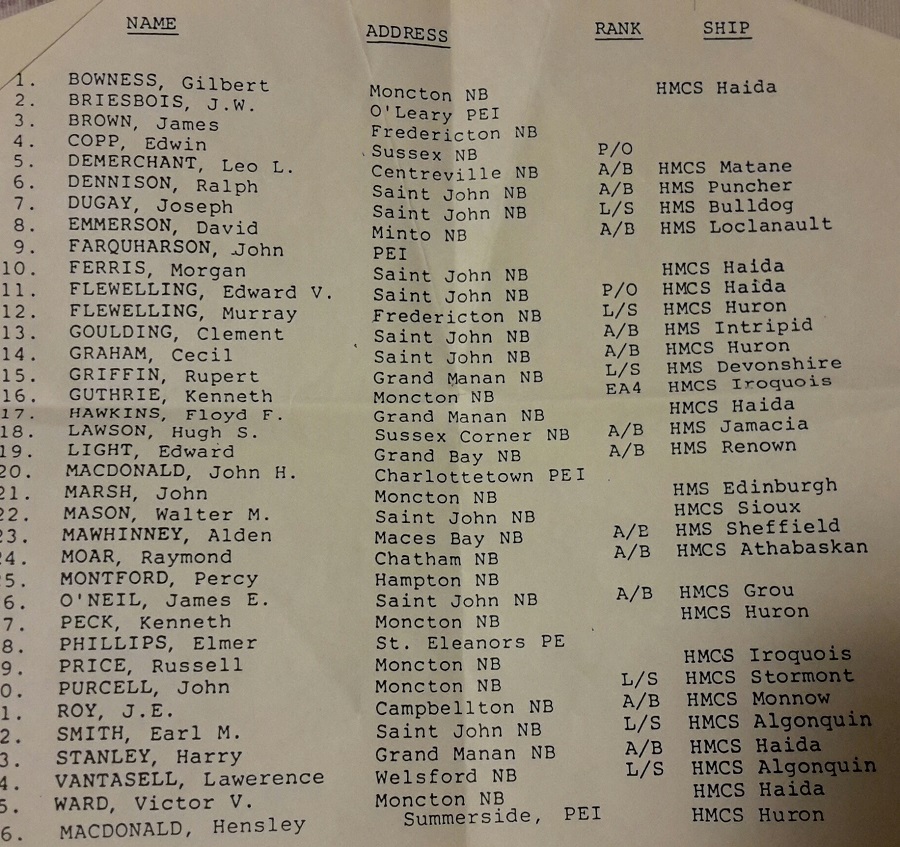 NAME ADDRESS RANK SHIP
1. BOWNESS, Gilbert Moncton NB HMCS Haida
2. BRIESBOIS, J.W. O'Leary PEI
3. BROWN, James Fredericton NB
4. COPP, Edwin Sussex NB P/O
5. DEMERCHANT, Leo L. Centreville NB A/B HMCS Matane
6. DENNISON, Ralph Saint John NB A/B HMS Puncher
7. DUGAY, Joseph Saint John NB L/S HMS Bulldog
8. EMMERSON, David Minto NB A/B HMS Loclanault
9. FARQUHARSON, John PEI
10. FERRIS, Morgan Saint John NB HMCS Haida
11. FLEWELLING, Edward V. Saint John NB P/O HMCS Haida
12. FLEWELLING, Murray Fredericton NB L/S HMCS Huron
13. GOULDING, Clement Saint John NB A/B HMS Intripid
14. GRAHAM, Cecil Saint John NB A/B HMCS Huron
15. GRIFFIN, Rupert Grand Manan NB L/S HMS Devonshire
16. GUTHRIE, Kenneth Moncton NB EA4 HMCS Iroquois
17. HAWKINS, Floyd F. Grand Manan NB HMCS Haida
18. LAWSON, Hugh S. Sussex Corner NB A/B HMS Jamacia
19. LIGHT, Edward Grand Bay NB A/B HMS Renown
20. MACDONALD, John H. Charlottetown PEI
21. MARSH, John Moncton NB HMS Edinburgh
22. MASON, Walter M. Saint John NB HMCS Sioux
23. MAWHINNEY, Alden Maces Bay NB A/B HMS Sheffield
24. MOAR, Raymond Chatham NB A/B HMCS Athabaskan
5. MONTFORD, Percy Hampton NB
6. O'NEIL, James E. Saint John NB A/B HMCS Grou
7. PECK, Kenneth Moncton NB HMCS Huron
8. PHILLIPS, Elmer St. Eleanors PE
9. PRICE, Russell Moncton NB HMCS Iroquois
0. PURCELL, John Moncton NB L/S HMCS Stormont
1. ROY, J.E. Campbellton NB A/B HMCS Monnow
2. SMITH, Earl M. Saint John NB L/S HMCS Algonquin
3. STANLEY, Harry Grand Manan NB A/B HMCS Haida
4. VANTASELL, Lawerence Welsford NB L/S HMCS Algonquin
5. WARD, Victor V. Moncton NB HMCS Haida
6. MACDONALD, Hensley Summerside, PEI HMCS Huron